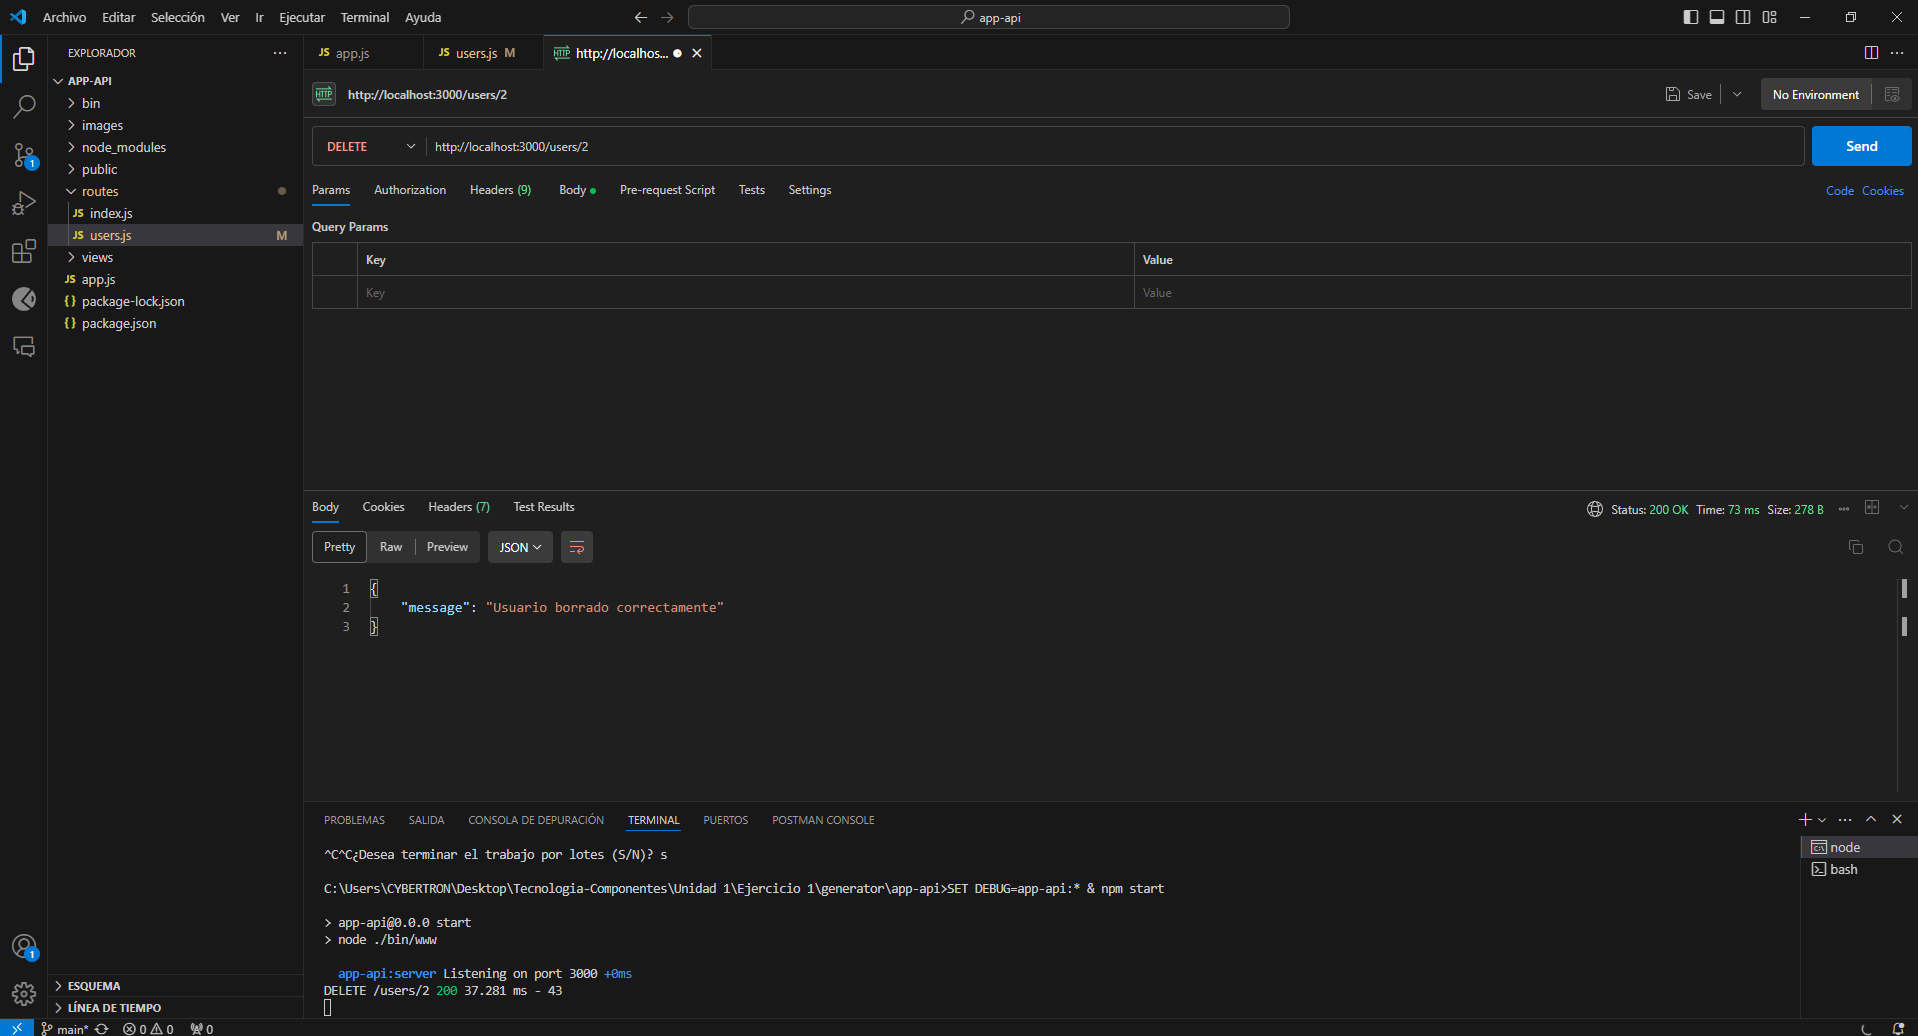 Archivo Editar Selección Ver Ir Ejecutar Terminal Ayuda
app-api
EXPLORADOR
APP-API
bin
images
node_modules
public
routes
JS index.js
JS users.js M
views
JS app.js
{} package-lock.json
{} package.json
ESQUEMA
LÍNEA DE TIEMPO
JS app.js
JS users.js M
HTTP http://localhos...
HTTP http://localhost:3000/users/2
Save
No Environment
DELETE http://localhost:3000/users/2
Send
Params Authorization Headers (9) Body Pre-request Script Tests Settings
Code Cookies
Query Params
Key Value
Key Value
Body Cookies Headers (7) Test Results
Status: 200 OK Time: 73 ms Size: 278 B
Pretty Raw Preview JSON
1 {
2 "message": "Usuario borrado correctamente"
3 }
PROBLEMAS SALIDA CONSOLA DE DEPURACIÓN TERMINAL PUERTOS POSTMAN CONSOLE
^C^C¿Desea terminar el trabajo por lotes (S/N)? s
C:\Users\CYBERTRON\Desktop\Tecnologia-Componentes\Unidad 1\Ejercicio 1\generator\app-api>SET DEBUG=app-api:* & npm start
> app-api@0.0.0 start
> node ./bin/www
app-api:server Listening on port 3000 +0ms
DELETE /users/2 200 37.281 ms - 43
node
bash
1
1
main* 0 0 0